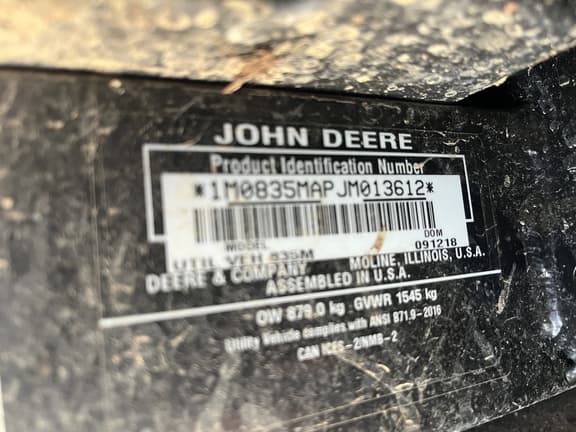 JOHN DEERE
Product Identification Number
*1M0835MAPJM013612*
MODEL DOM
UTIL VEH 835M 091218
DEERE & COMPANY MOLINE, ILLINOIS, U.S.A.
ASSEMBLED IN U.S.A.
OW 879.0 kg GVWR 1545 kg
Utility Vehicle complies with ANSI B71.9-2016
CAN ICES-2/NMB-2